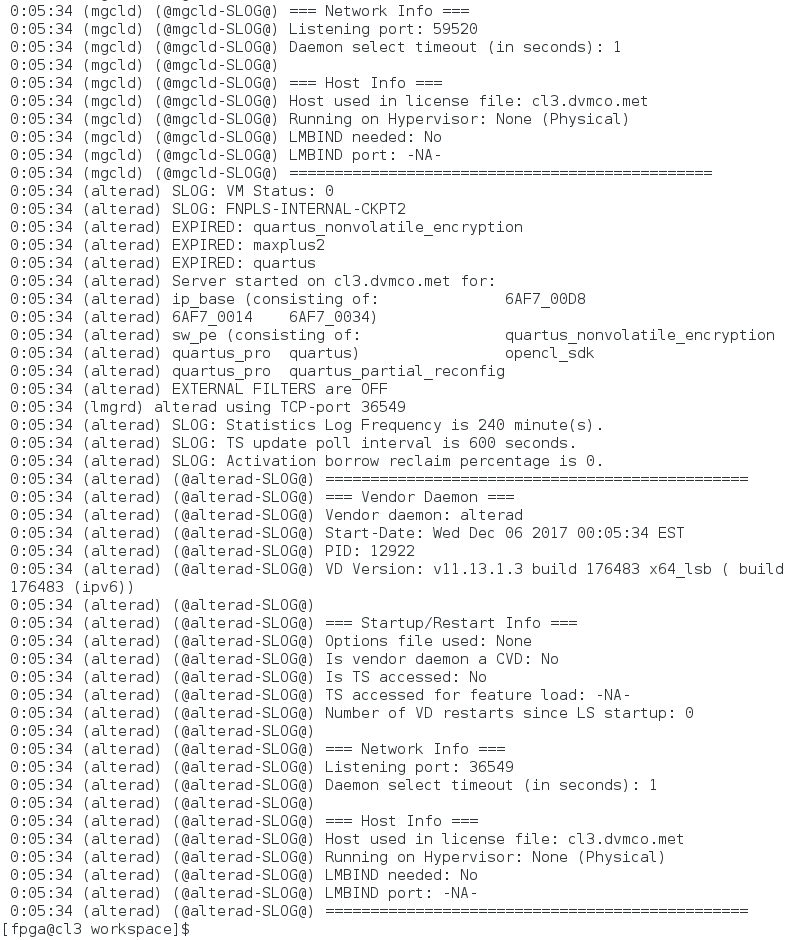 0:05:34 (mgcld) (@mgcld-SLOG@) === Network Info ===
0:05:34 (mgcld) (@mgcld-SLOG@) Listening port: 59520
0:05:34 (mgcld) (@mgcld-SLOG@) Daemon select timeout (in seconds): 1
0:05:34 (mgcld) (@mgcld-SLOG@)
0:05:34 (mgcld) (@mgcld-SLOG@) === Host Info ===
0:05:34 (mgcld) (@mgcld-SLOG@) Host used in license file: cl3.dvmco.met
0:05:34 (mgcld) (@mgcld-SLOG@) Running on Hypervisor: None (Physical)
0:05:34 (mgcld) (@mgcld-SLOG@) LMBIND needed: No
0:05:34 (mgcld) (@mgcld-SLOG@) LMBIND port: -NA-
0:05:34 (mgcld) (@mgcld-SLOG@) ===============================================
0:05:34 (alterad) SLOG: VM Status: 0
0:05:34 (alterad) SLOG: FNPLS-INTERNAL-CKPT2
0:05:34 (alterad) EXPIRED: quartus_nonvolatile_encryption
0:05:34 (alterad) EXPIRED: maxplus2
0:05:34 (alterad) EXPIRED: quartus
0:05:34 (alterad) Server started on cl3.dvmco.met for:
0:05:34 (alterad) ip_base (consisting of:              6AF7_00D8
0:05:34 (alterad) 6AF7_0014    6AF7_0034)
0:05:34 (alterad) sw_pe (consisting of:                quartus_nonvolatile_encryption
0:05:34 (alterad) quartus_pro  quartus)                opencl_sdk
0:05:34 (alterad) quartus_pro  quartus_partial_reconfig
0:05:34 (alterad) EXTERNAL FILTERS are OFF
0:05:34 (lmgrd) alterad using TCP-port 36549
0:05:34 (alterad) SLOG: Statistics Log Frequency is 240 minute(s).
0:05:34 (alterad) SLOG: TS update poll interval is 600 seconds.
0:05:34 (alterad) SLOG: Activation borrow reclaim percentage is 0.
0:05:34 (alterad) (@alterad-SLOG@) ===============================================
0:05:34 (alterad) (@alterad-SLOG@) === Vendor Daemon ===
0:05:34 (alterad) (@alterad-SLOG@) Vendor daemon: alterad
0:05:34 (alterad) (@alterad-SLOG@) Start-Date: Wed Dec 06 2017 00:05:34 EST
0:05:34 (alterad) (@alterad-SLOG@) PID: 12922
0:05:34 (alterad) (@alterad-SLOG@) VD Version: v11.13.1.3 build 176483 x64_lsb ( build
176483 (ipv6))
0:05:34 (alterad) (@alterad-SLOG@)
0:05:34 (alterad) (@alterad-SLOG@) === Startup/Restart Info ===
0:05:34 (alterad) (@alterad-SLOG@) Options file used: None
0:05:34 (alterad) (@alterad-SLOG@) Is vendor daemon a CVD: No
0:05:34 (alterad) (@alterad-SLOG@) Is TS accessed: No
0:05:34 (alterad) (@alterad-SLOG@) TS accessed for feature load: -NA-
0:05:34 (alterad) (@alterad-SLOG@) Number of VD restarts since LS startup: 0
0:05:34 (alterad) (@alterad-SLOG@)
0:05:34 (alterad) (@alterad-SLOG@) === Network Info ===
0:05:34 (alterad) (@alterad-SLOG@) Listening port: 36549
0:05:34 (alterad) (@alterad-SLOG@) Daemon select timeout (in seconds): 1
0:05:34 (alterad) (@alterad-SLOG@)
0:05:34 (alterad) (@alterad-SLOG@) === Host Info ===
0:05:34 (alterad) (@alterad-SLOG@) Host used in license file: cl3.dvmco.met
0:05:34 (alterad) (@alterad-SLOG@) Running on Hypervisor: None (Physical)
0:05:34 (alterad) (@alterad-SLOG@) LMBIND needed: No
0:05:34 (alterad) (@alterad-SLOG@) LMBIND port: -NA-
0:05:34 (alterad) (@alterad-SLOG@) ===============================================
[fpga@cl3 workspace]$